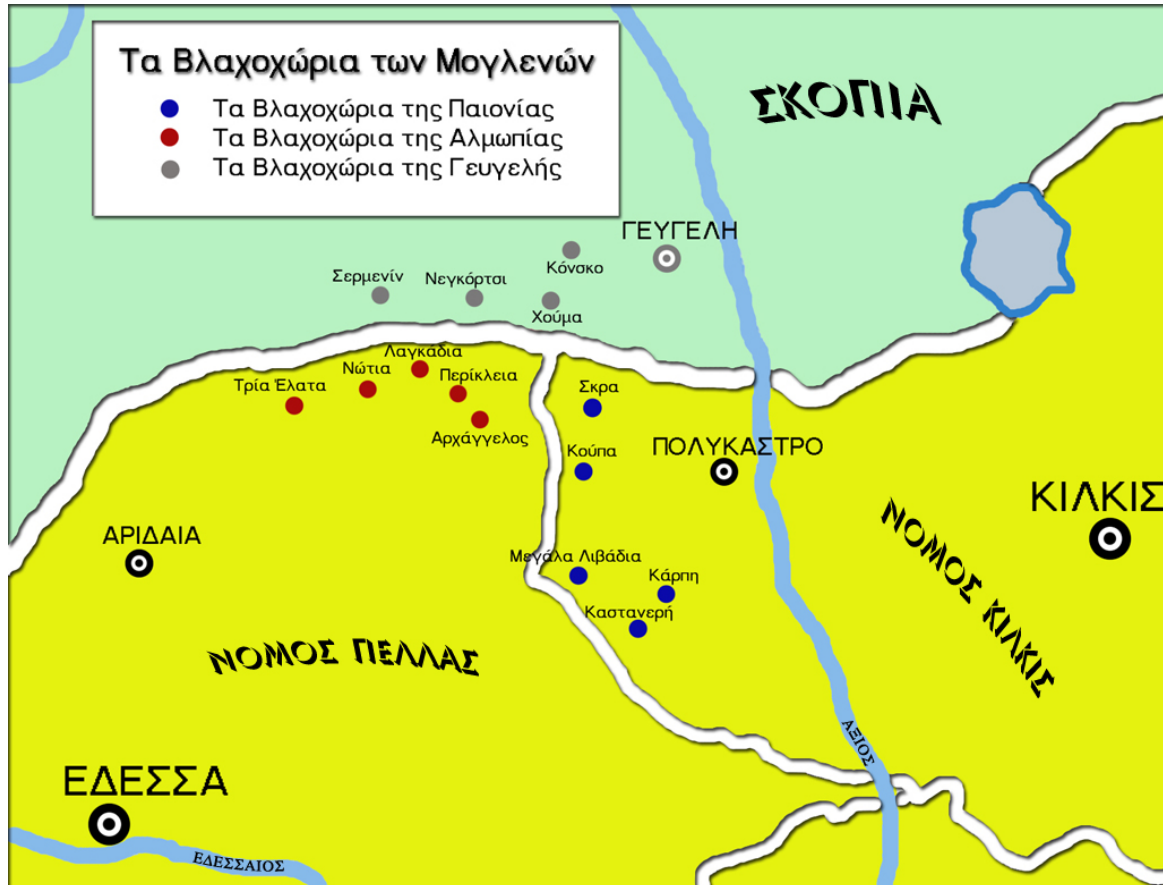 Τα Βλαχοχώρια των Μογλενών
Τα Βλαχοχώρια της Παιονίας
Τα Βλαχοχώρια της Αλμωπίας
Τα Βλαχοχώρια της Γευγελής
ΣΚΟΠΙΑ
ΓΕΥΓΕΛΗ
Κόνσκο
Σερμενίν
Νεγκόρτσι
Χούμα
Λαγκάδια
Νώτια
Περίκλεια
Τρία Έλατα
Σκρα
Αρχάγγελος
Κούπα
ΠΟΛΥΚΑΣΤΡΟ
ΚΙΛΚΙΣ
ΑΡΙΔΑΙΑ
Μεγάλα Λιβάδια
Κάρπη
Καστανερή
ΝΟΜΟΣ ΚΙΛΚΙΣ
ΝΟΜΟΣ ΠΕΛΛΑΣ
ΑΞΙΟΣ
ΕΔΕΣΣΑ
ΕΔΕΣΣΑΙΟΣ